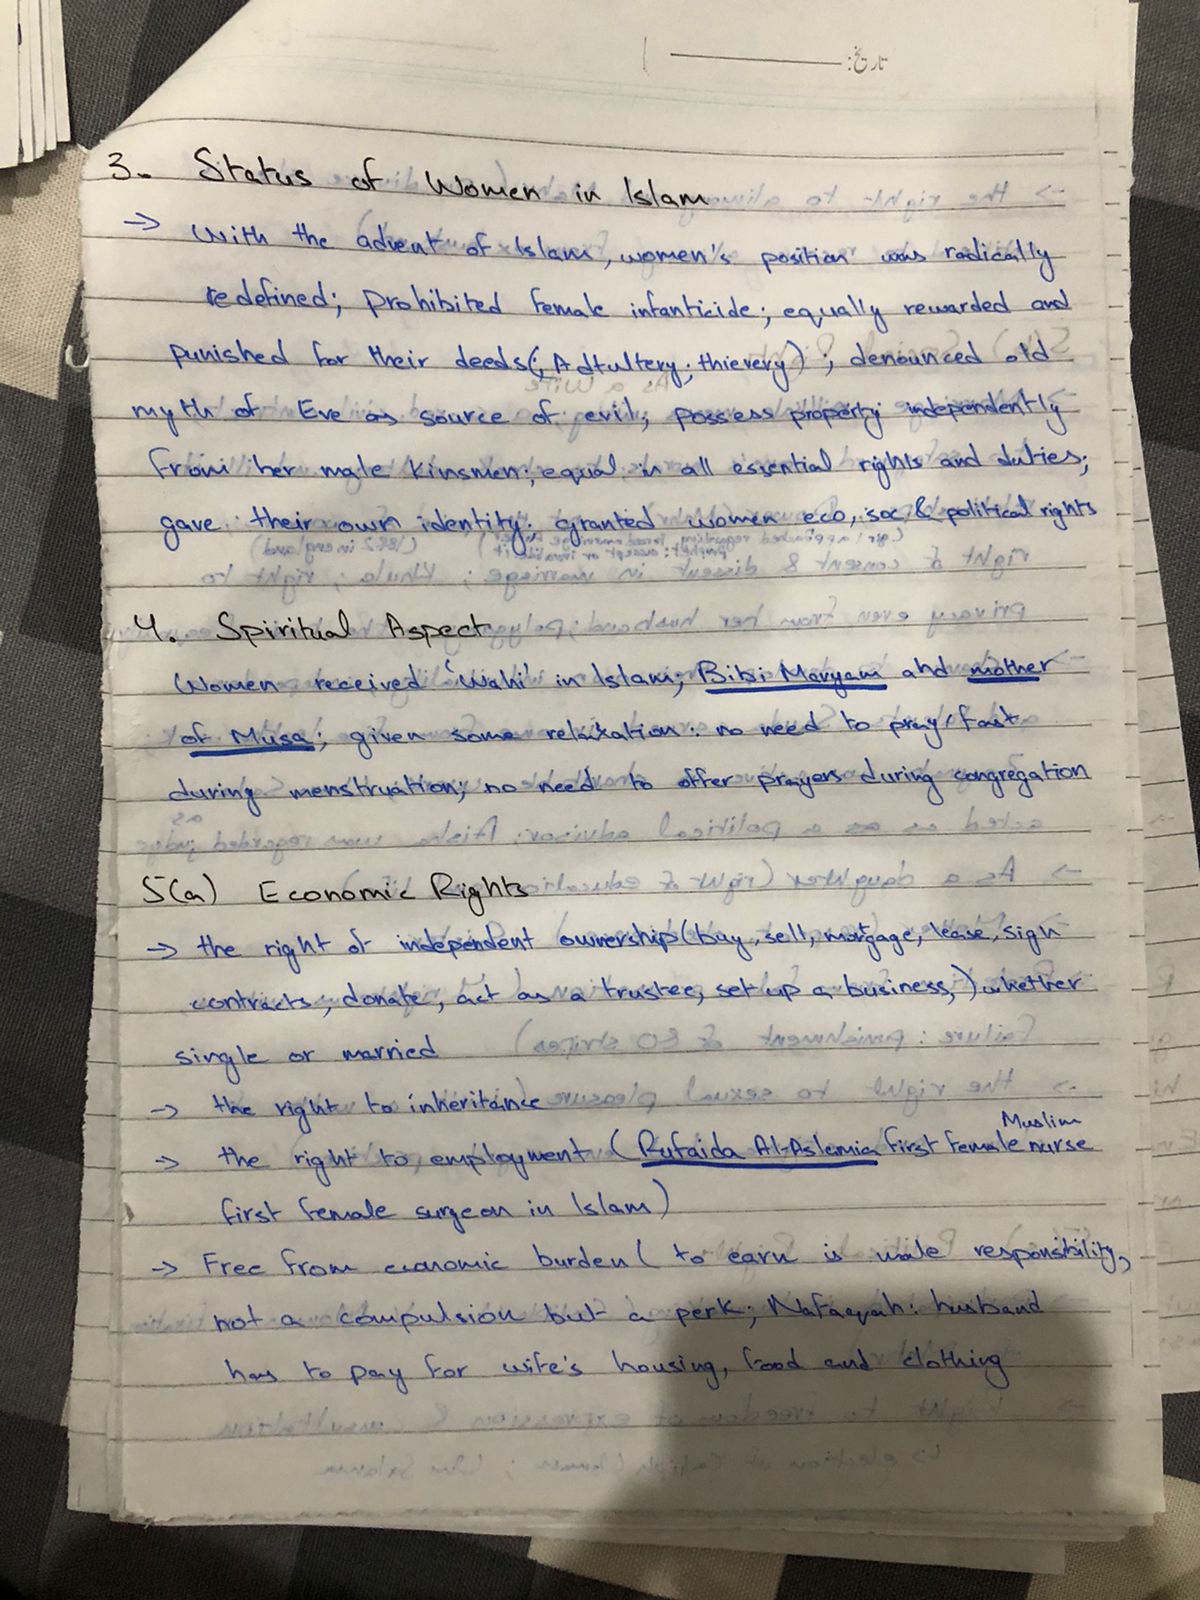 تاریخ:
3. Status of Women in Islam
→ With the advent of Islam, women's position was radically
redefined; prohibited female infanticide; equally rewarded and
punished for their deeds(; Adtultery; thievery) ; denounced old
myth of Eve as source of evil; possess property independently
from her male kinsmen; equal in all essential rights and duties;
gave their own identity; granted women eco, soc & political rights
4. Spiritual Aspect
Women received 'Wahi' in Islam; Bibi Maryam and mother
of Musa; given some relaxation: no need to pray/fast
during menstruation; no need to offer prayers during congregation
5(a) Economic Rights
→ the right of independent ownership(buy, sell, mortgage, lease, sign
contracts, donate, act as a trustee, set up a business,) whether
single or married
→ the right to inheritance
Muslim
→ the right to employment (Rufaida Al-Aslamia first female nurse
first female surgeon in Islam)
→ Free from economic burden ( to earn is male responsibility,
not a compulsion but a perk; Nafaqah: husband
has to pay for wife's housing, food and clothing